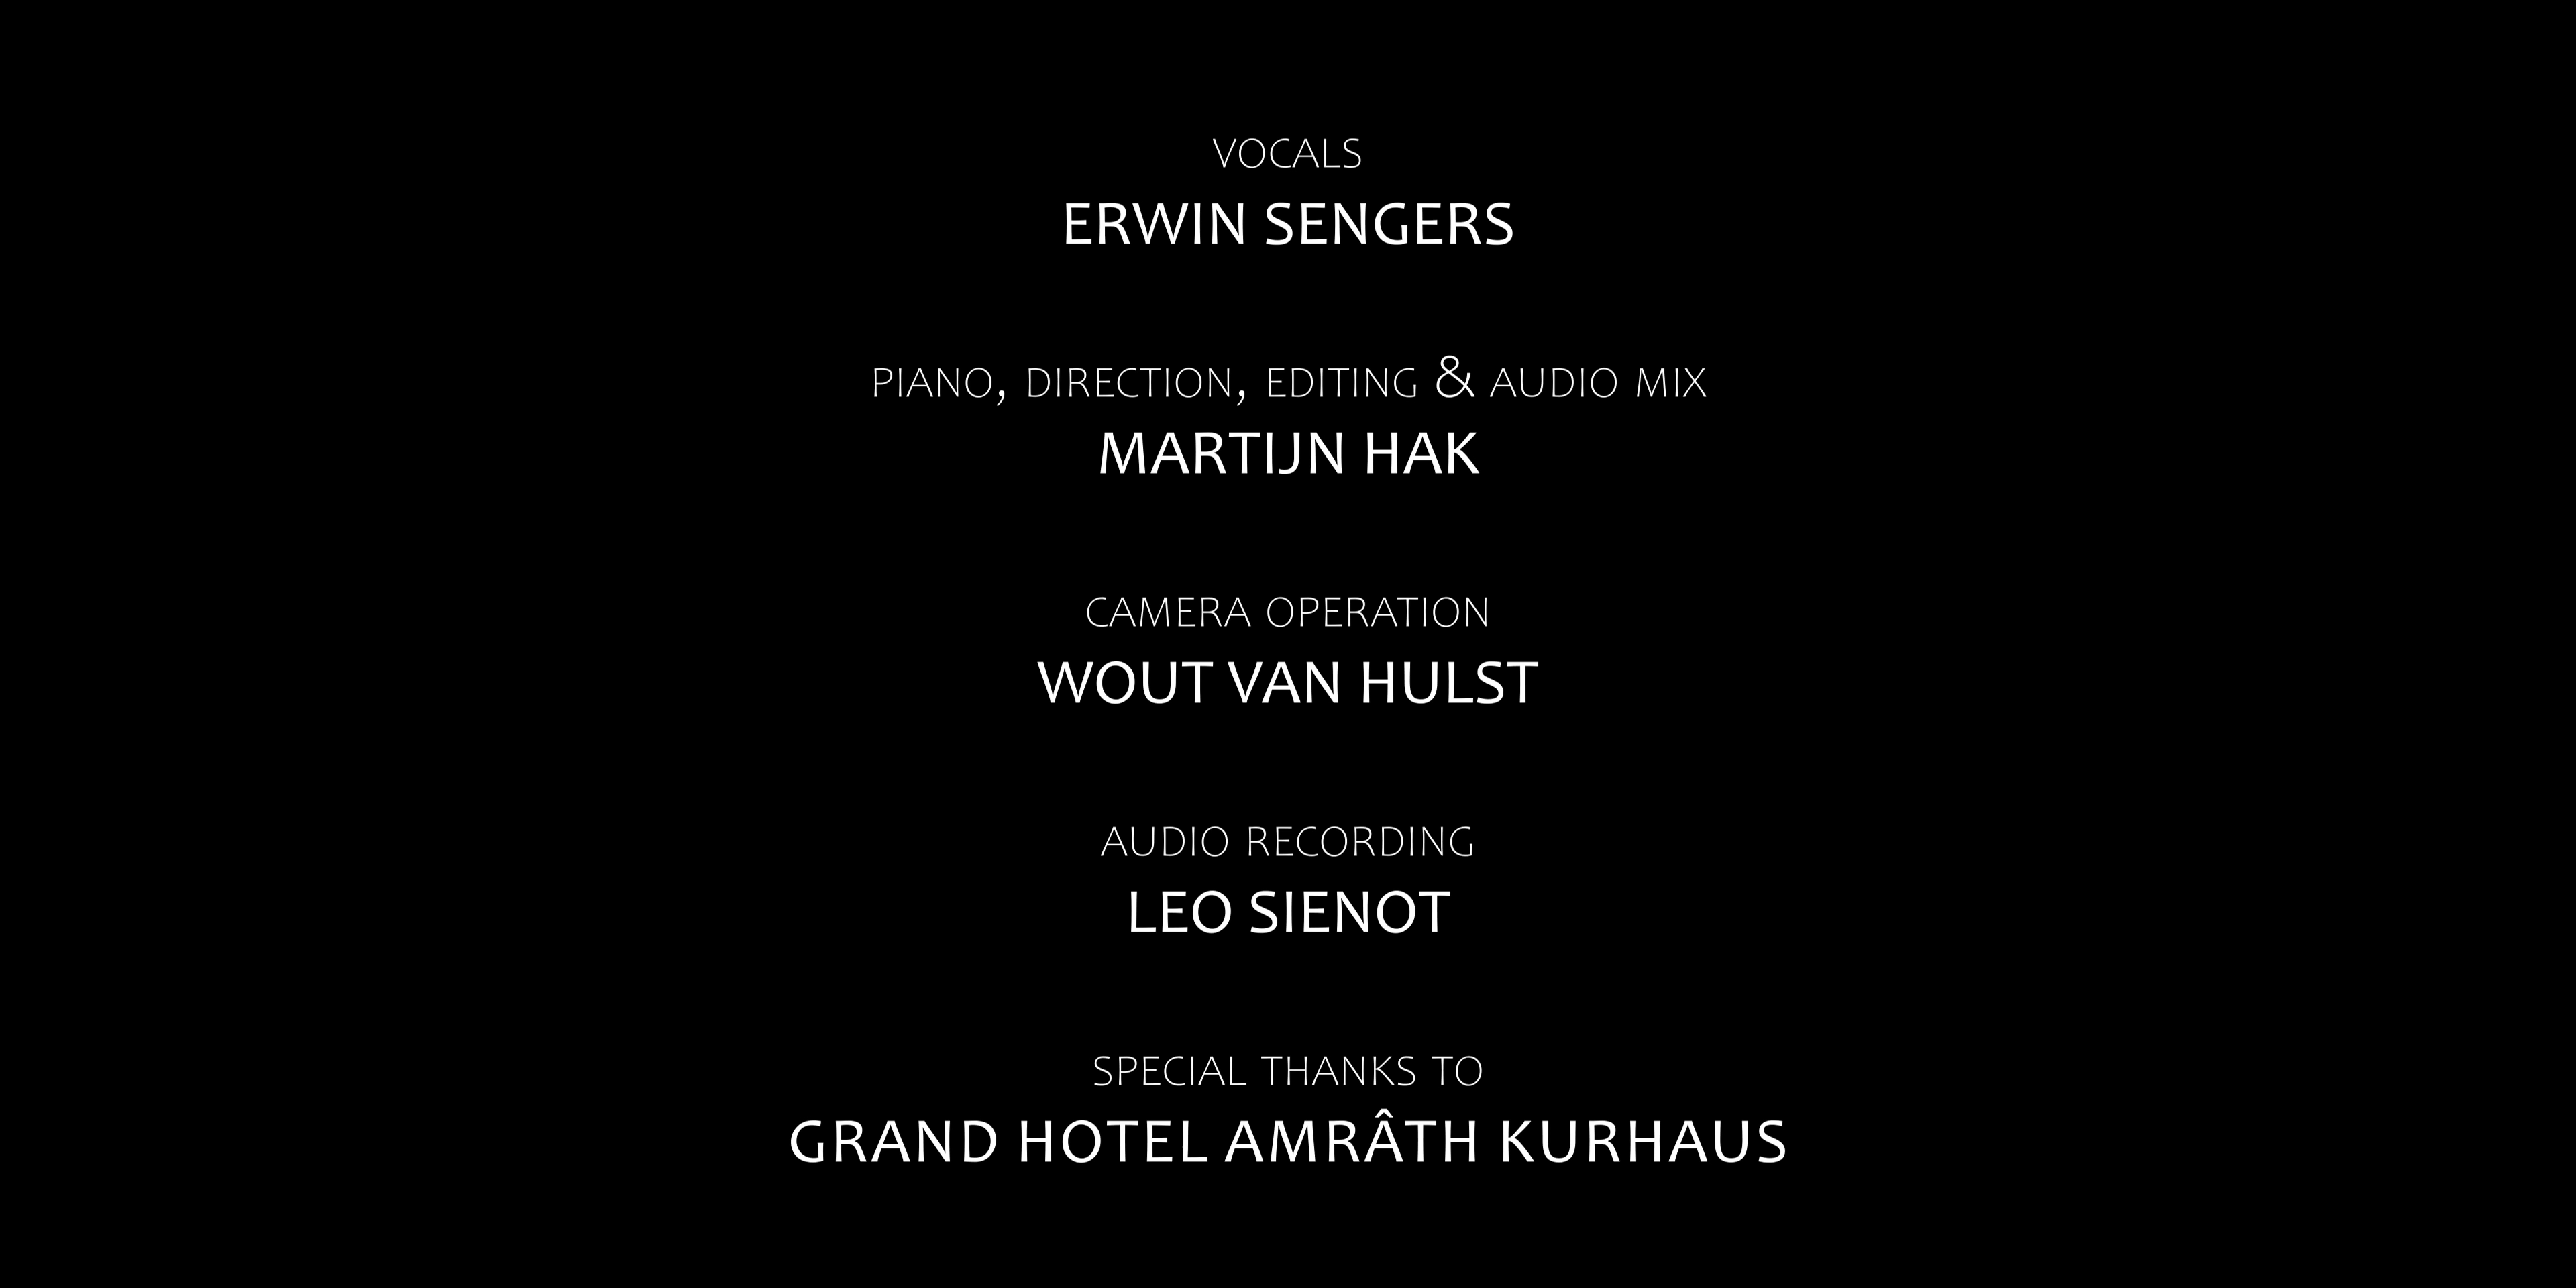 VOCALS
ERWIN SENGERS
PIANO, DIRECTION, EDITING & AUDIO MIX
MARTIJN HAK
CAMERA OPERATION
WOUT VAN HULST
AUDIO RECORDING
LEO SIENOT
SPECIAL THANKS TO
GRAND HOTEL AMRÂTH KURHAUS